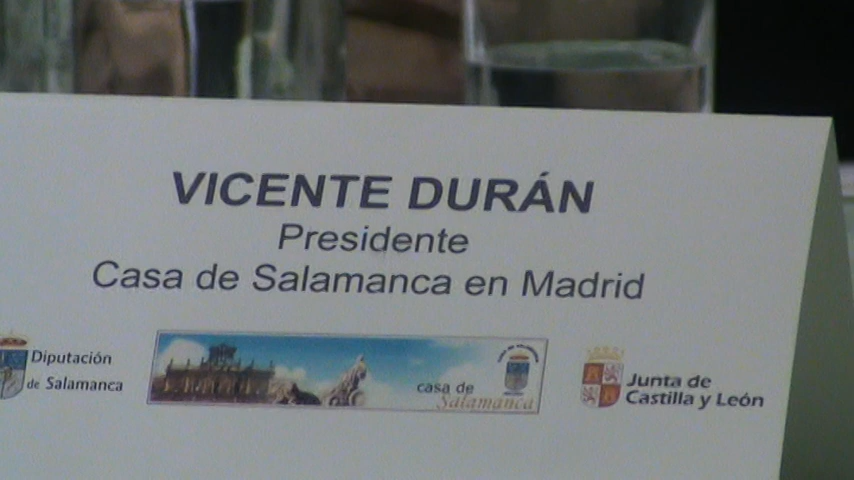 VICENTE DURÁN
Presidente
Casa de Salamanca en Madrid
Diputación
de Salamanca
casa de
Salamanca
Junta de
Castilla y León